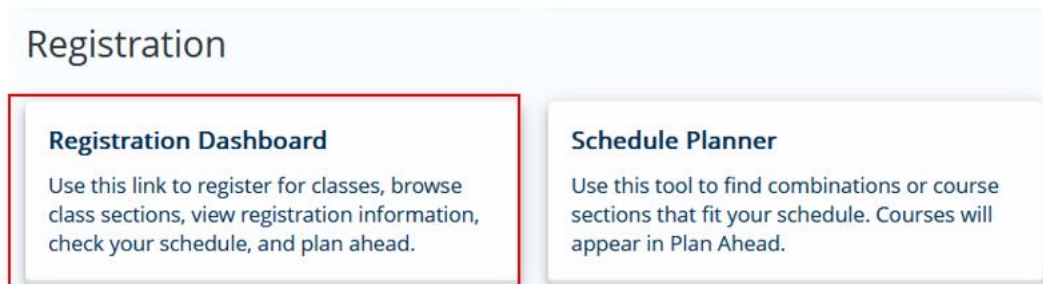 Registration
Registration Dashboard
Use this link to register for classes, browse
class sections, view registration information,
check your schedule, and plan ahead.
Schedule Planner
Use this tool to find combinations or course
sections that fit your schedule. Courses will
appear in Plan Ahead.